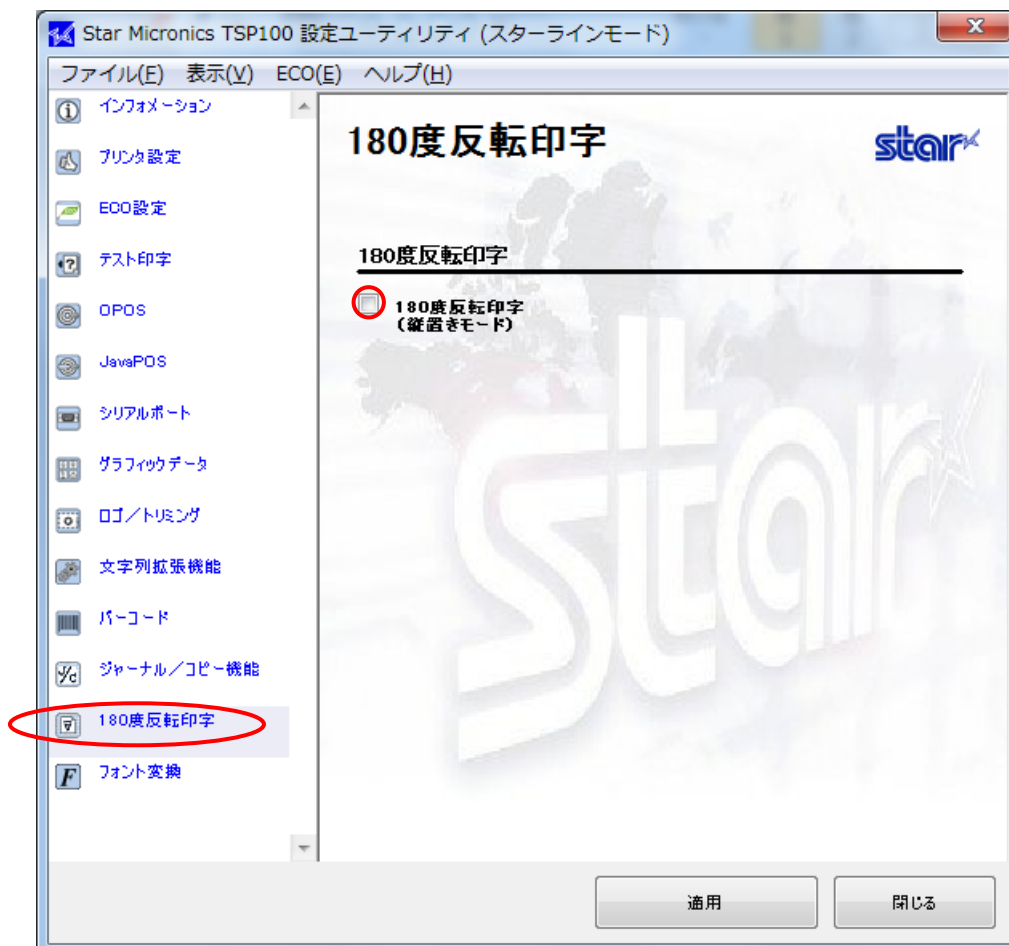 Star Micronics TSP100 設定ユーティリティ (スターラインモード)
ファイル(F) 表示(V) ECO(E) ヘルプ(H)
インフォメーション
プリンタ設定
ECO設定
テスト印字
OPOS
JavaPOS
シリアルポート
グラフィックデータ
ロゴ／トリミング
文字列拡張機能
バーコード
ジャーナル／コピー機能
180度反転印字
フォント変換
180度反転印字
star
180度反転印字
180度反転印字
(縦置きモード)
star
適用
閉じる